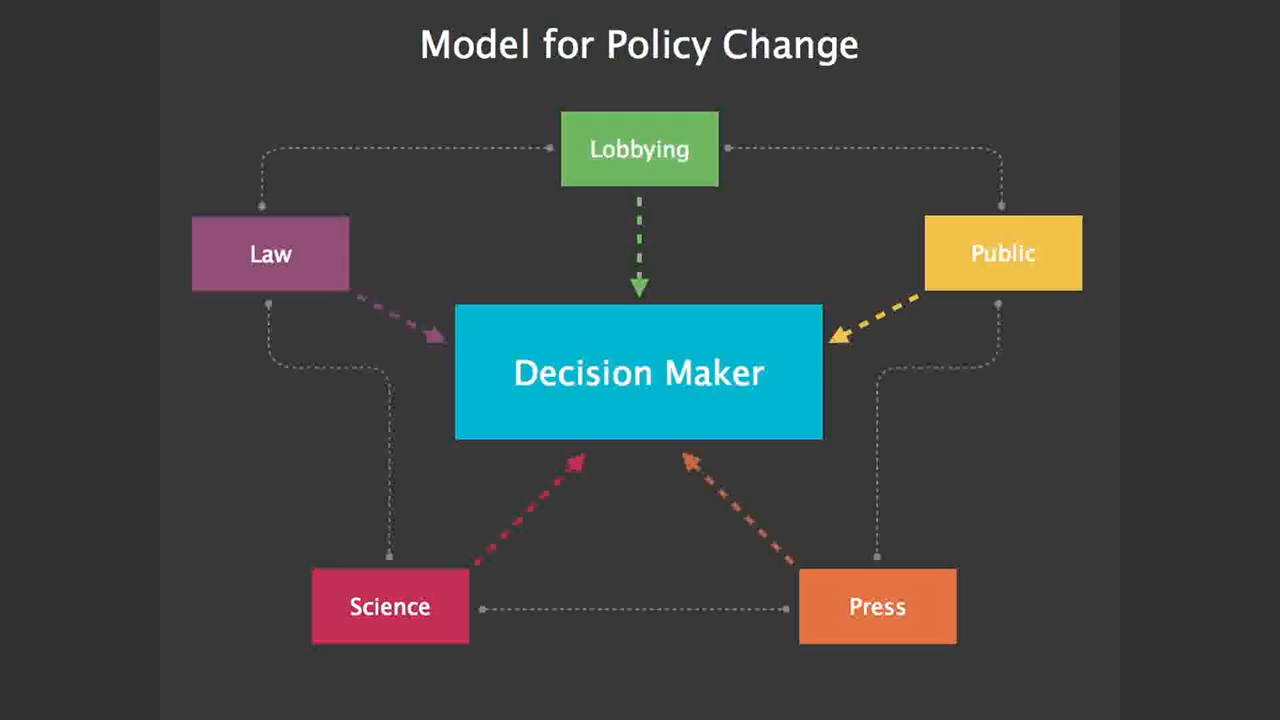 Model for Policy Change
Lobbying
Law
Public
Decision Maker
Science
Press